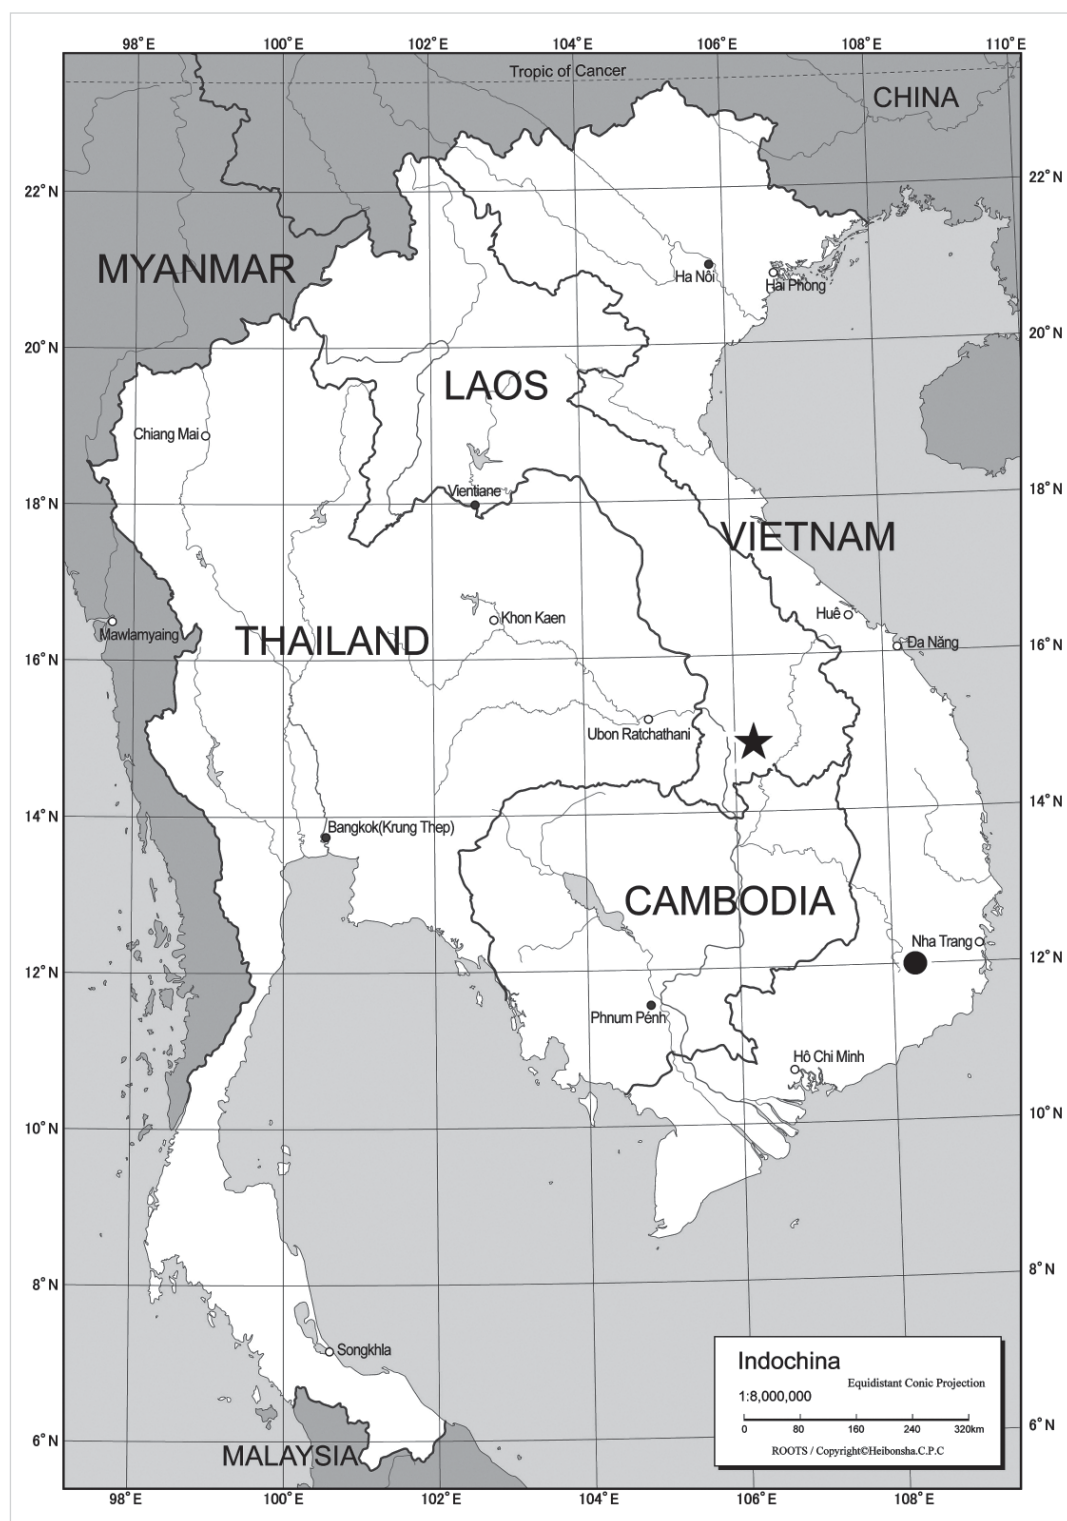 98°E 100°E 102°E 104°E 106°E 108°E 110°E
Tropic of Cancer
CHINA
22°N 22°N
MYANMAR
Ha Nôi
Hai Phong
20°N 20°N
LAOS
Chiang Mai
Vientiane
18°N 18°N
VIETNAM
Khon Kaen
Huê
Mawlamyaing
THAILAND
Đa Năng
16°N 16°N
Ubon Ratchathani
14°N 14°N
Bangkok(Krung Thep)
CAMBODIA
Nha Trang
12°N 12°N
Phnum Pénh
Hô Chi Minh
10°N 10°N
8°N 8°N
Songkhla
Indochina
Equidistant Conic Projection
1:8,000,000
0 80 160 240 320km
ROOTS / Copyright©Heibonsha.C.P.C
6°N 6°N
MALAYSIA
98°E 100°E 102°E 104°E 106°E 108°E